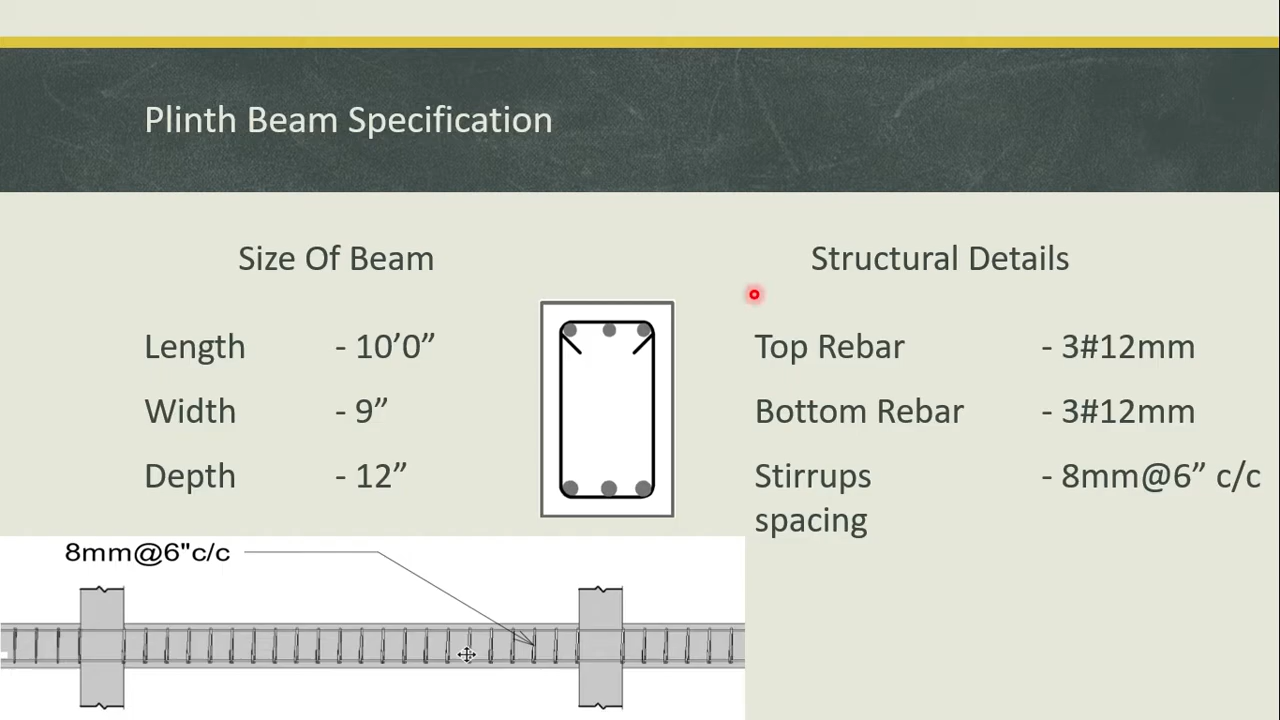 Plinth Beam Specification
Size Of Beam
Length - 10’0”
Width - 9”
Depth - 12”
Structural Details
Top Rebar - 3#12mm
Bottom Rebar - 3#12mm
Stirrups - 8mm@6” c/c
spacing
8mm@6"c/c